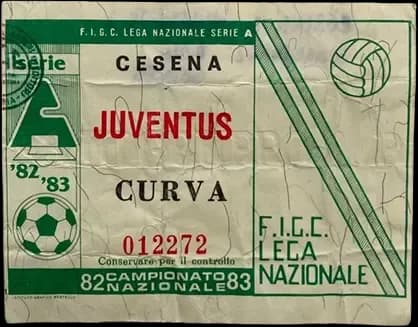 F.I.G.C. LEGA NAZIONALE SERIE A
serie
A
'82 '83
CESENA
JUVENTUS
CURVA
012272
Conservare per il controllo
82 CAMPIONATO NAZIONALE 83
F.I.G.C.
LEGA
NAZIONALE